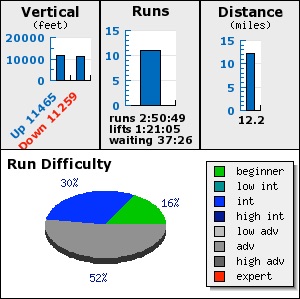 Vertical
(feet)
20000
10000
0
Up 11465
Down 11259
Runs
15
10
5
0
runs 2:50:49
lifts 1:21:05
waiting 37:26
Distance
(miles)
15
10
5
0
12.2
Run Difficulty
30%
16%
52%
beginner
low int
int
high int
low adv
adv
high adv
expert